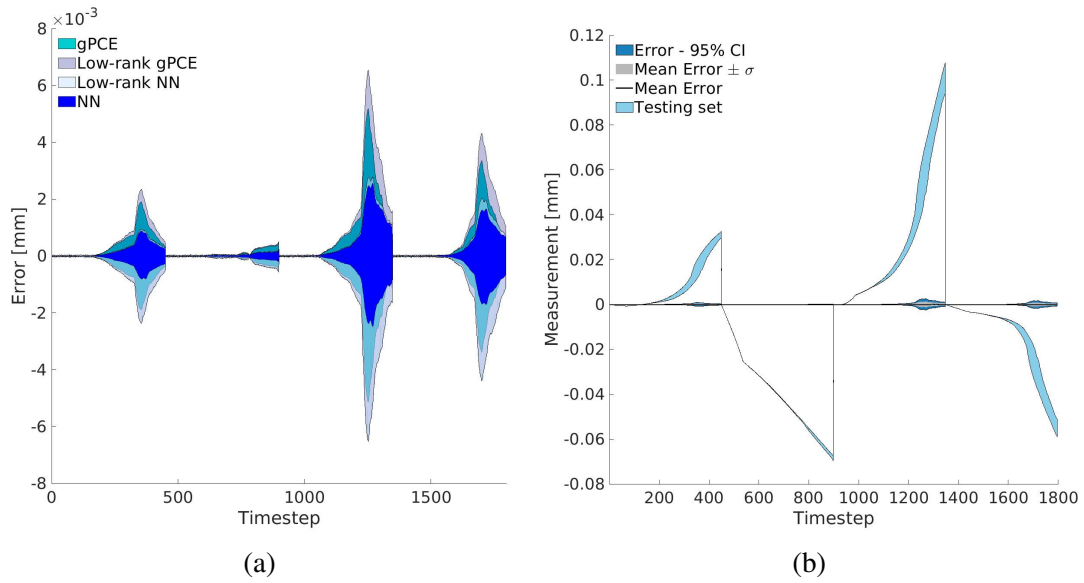 ×10⁻³
8
6
4
2
0
-2
-4
-6
-8
Error [mm]
gPCE
Low-rank gPCE
Low-rank NN
NN
0 500 1000 1500
Timestep
(a)
0.12
0.1
0.08
0.06
0.04
0.02
0
-0.02
-0.04
-0.06
-0.08
Measurement [mm]
Error - 95% CI
Mean Error ± σ
Mean Error
Testing set
200 400 600 800 1000 1200 1400 1600 1800
Timestep
(b)